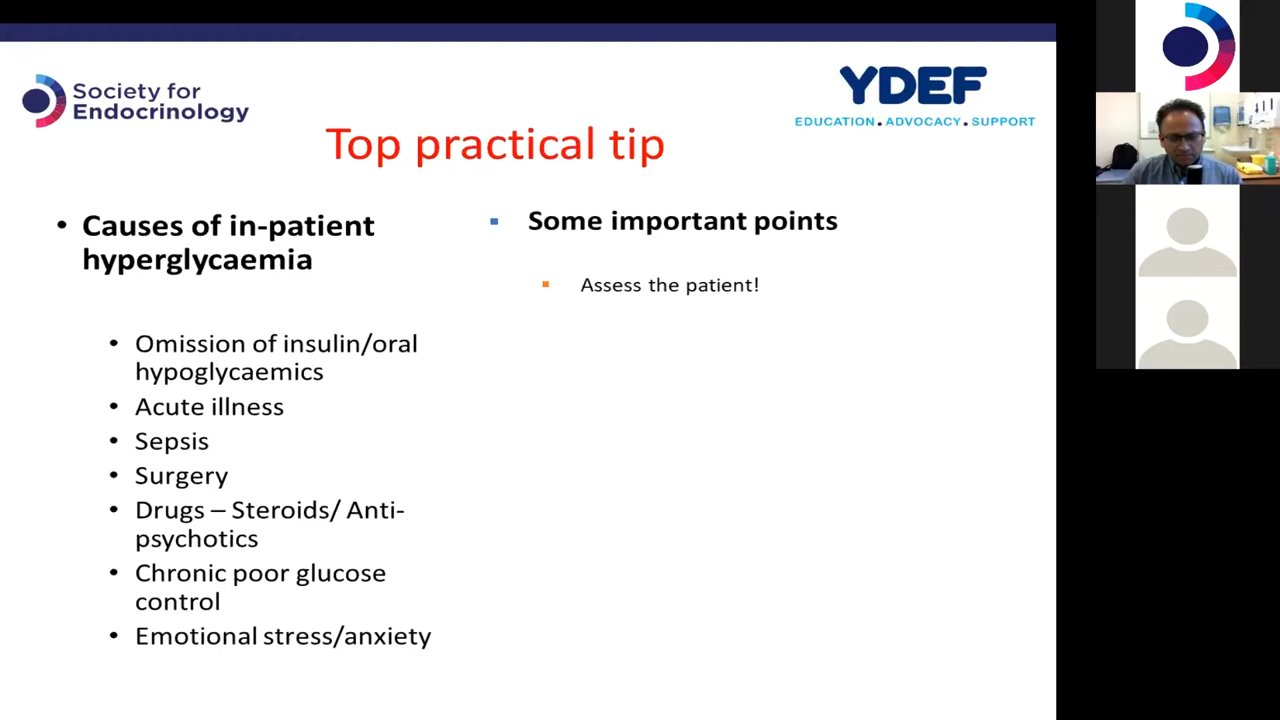 Society for
Endocrinology
YDEF
EDUCATION.ADVOCACY.SUPPORT
Top practical tip
• Causes of in-patient
hyperglycaemia
• Omission of insulin/oral
hypoglycaemics
• Acute illness
• Sepsis
• Surgery
• Drugs – Steroids/ Anti-
psychotics
• Chronic poor glucose
control
• Emotional stress/anxiety
▪ Some important points
▪ Assess the patient!